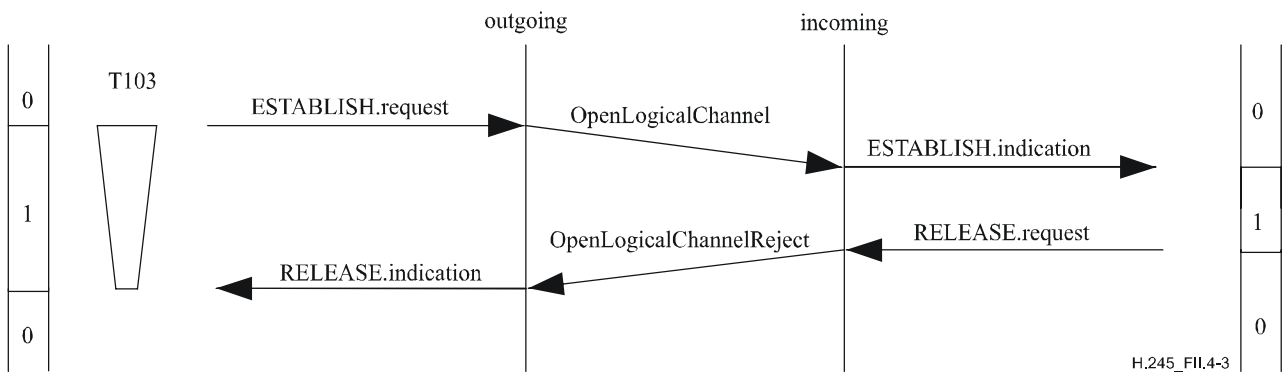 outgoing
incoming
T103
0
ESTABLISH.request
OpenLogicalChannel
0
ESTABLISH.indication
1
OpenLogicalChannelReject
RELEASE.request
1
RELEASE.indication
0
0
H.245_FII.4-3